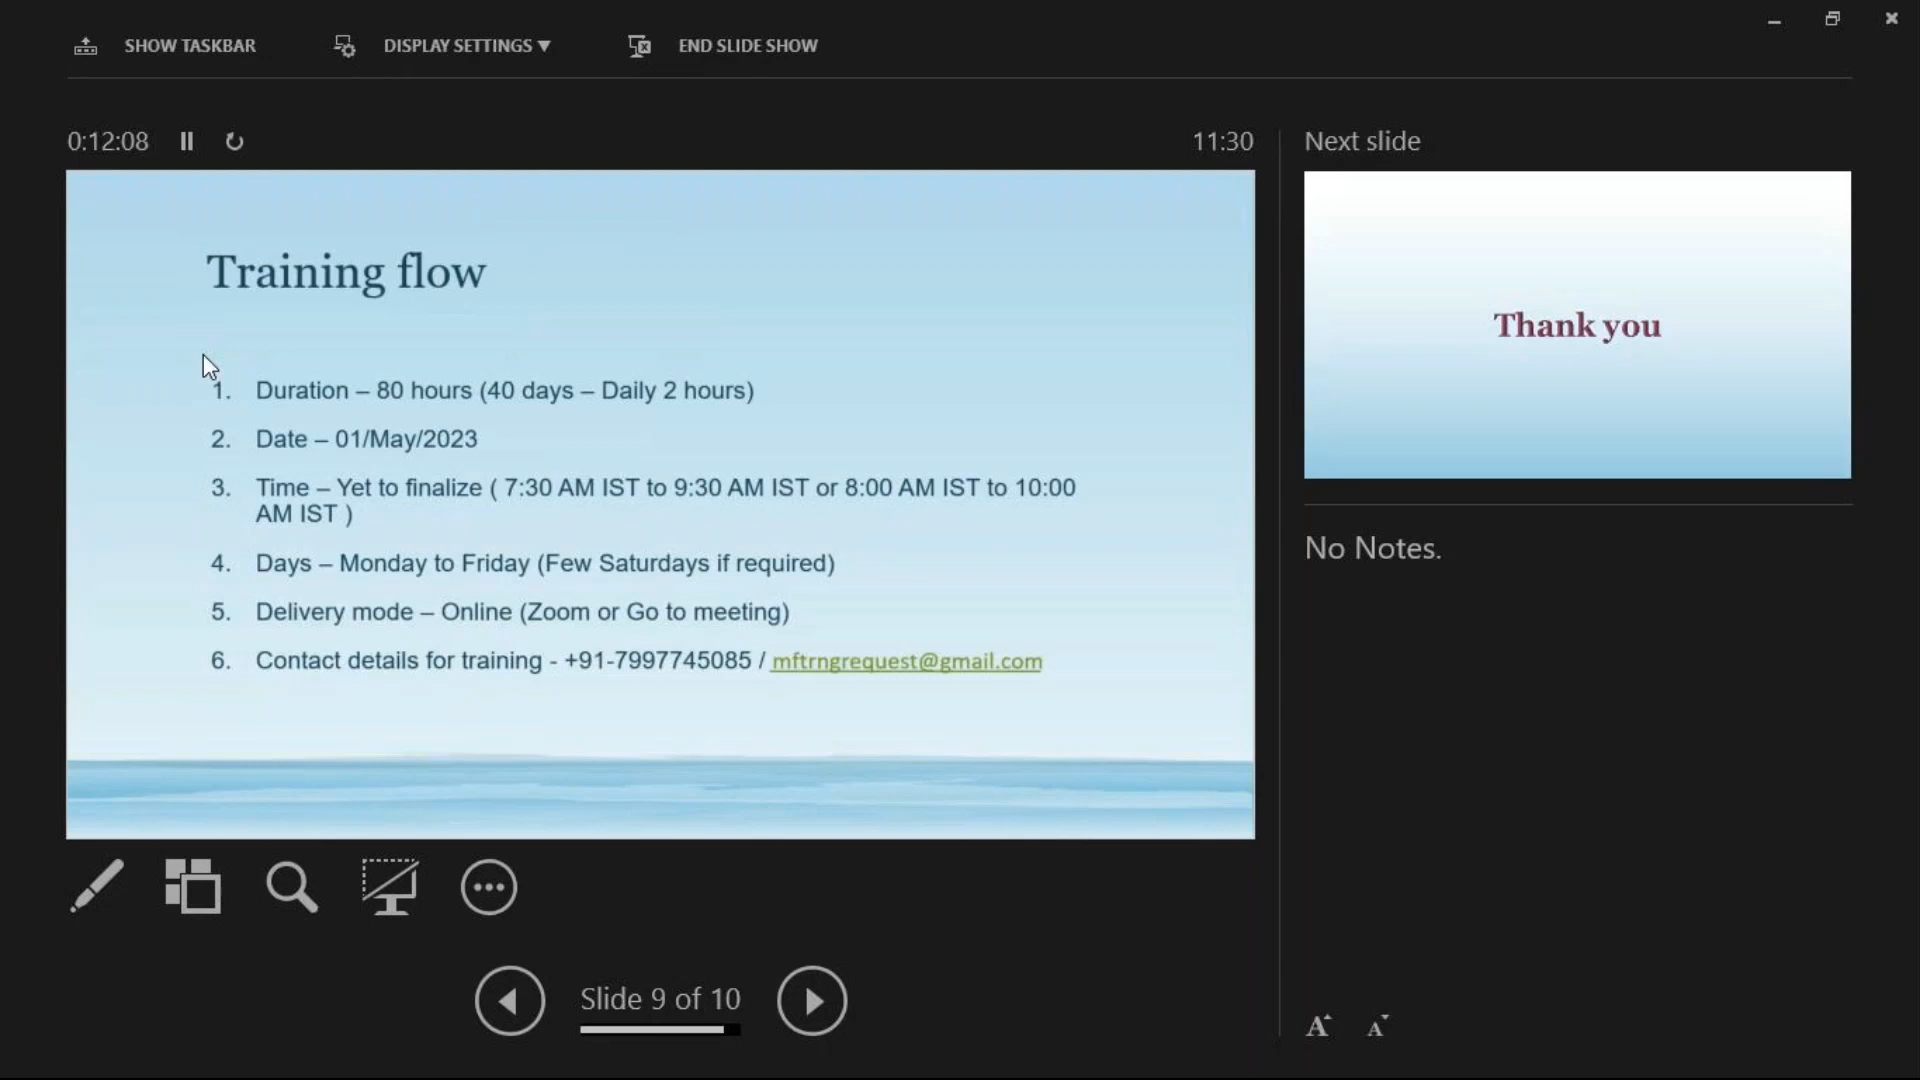 SHOW TASKBAR
DISPLAY SETTINGS ▼
END SLIDE SHOW
0:12:08
11:30
Next slide
Training flow
1. Duration – 80 hours (40 days – Daily 2 hours)
2. Date – 01/May/2023
3. Time – Yet to finalize ( 7:30 AM IST to 9:30 AM IST or 8:00 AM IST to 10:00
AM IST )
4. Days – Monday to Friday (Few Saturdays if required)
5. Delivery mode – Online (Zoom or Go to meeting)
6. Contact details for training - +91-7997745085 / mftrngrequest@gmail.com
Thank you
No Notes.
Slide 9 of 10
A A